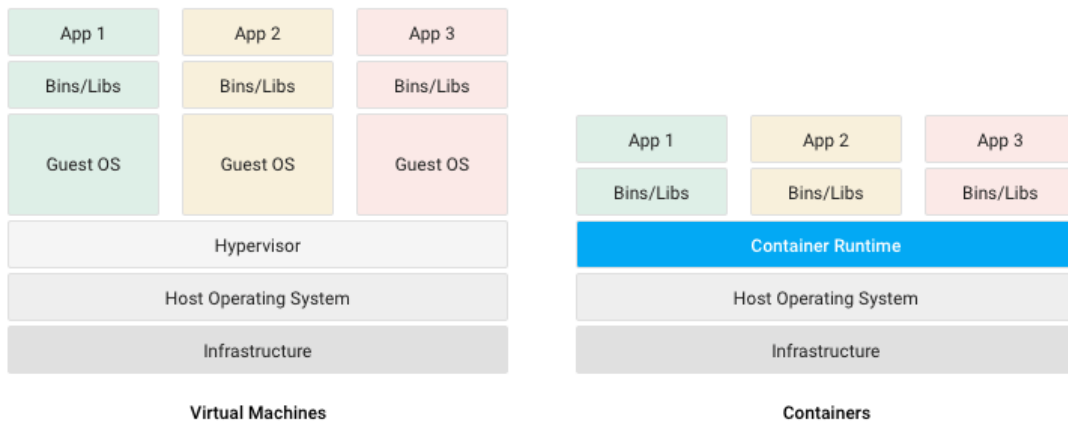 App 1
App 2
App 3
Bins/Libs
Bins/Libs
Bins/Libs
Guest OS
Guest OS
Guest OS
Hypervisor
Host Operating System
Infrastructure
Virtual Machines
App 1
App 2
App 3
Bins/Libs
Bins/Libs
Bins/Libs
Container Runtime
Host Operating System
Infrastructure
Containers